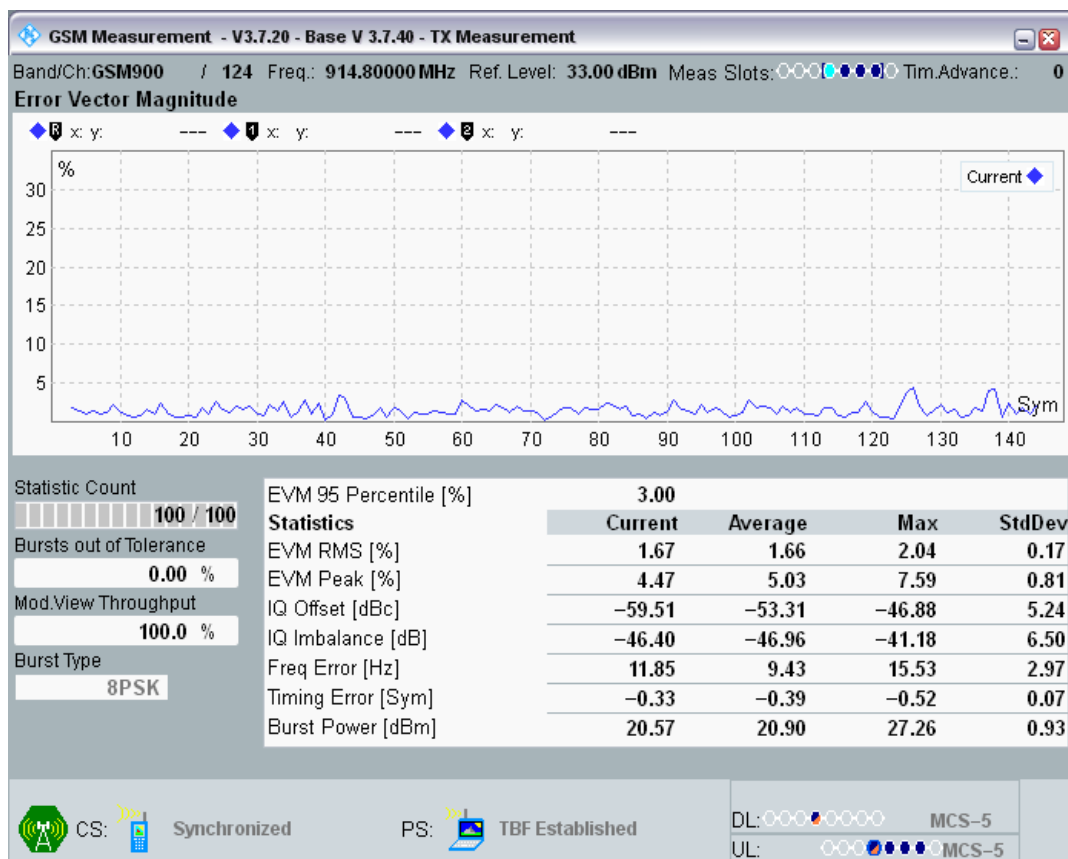 GSM Measurement - V3.7.20 - Base V 3.7.40 - TX Measurement
Band/Ch:GSM900 / 124 Freq.: 914.80000 MHz Ref. Level: 33.00 dBm Meas Slots: Tim.Advance.: 0
Error Vector Magnitude
R x: y: --- 1 x: y: --- 2 x: y: ---
%
Current
30
25
20
15
10
5
Sym
10 20 30 40 50 60 70 80 90 100 110 120 130 140
Statistic Count
100 / 100
Bursts out of Tolerance
0.00 %
Mod.View Throughput
100.0 %
Burst Type
8PSK
EVM 95 Percentile [%] 3.00
Statistics Current Average Max StdDev
EVM RMS [%] 1.67 1.66 2.04 0.17
EVM Peak [%] 4.47 5.03 7.59 0.81
IQ Offset [dBc] −59.51 −53.31 −46.88 5.24
IQ Imbalance [dB] −46.40 −46.96 −41.18 6.50
Freq Error [Hz] 11.85 9.43 15.53 2.97
Timing Error [Sym] −0.33 −0.39 −0.52 0.07
Burst Power [dBm] 20.57 20.90 27.26 0.93
CS: Synchronized PS: TBF Established
DL: MCS−5
UL: MCS−5